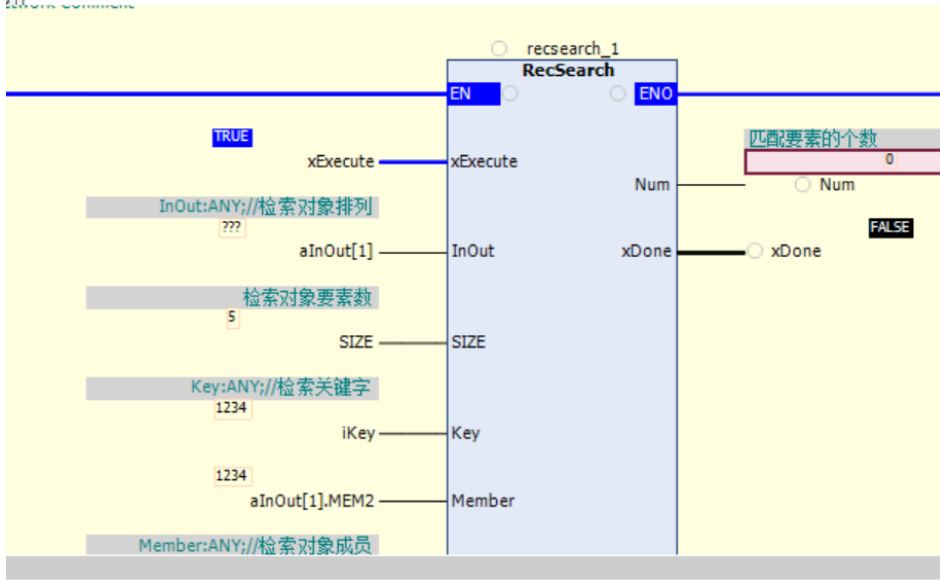 recsearch_1
RecSearch
EN
ENO
TRUE
匹配要素的个数
0
xExecute
xExecute
Num
Num
InOut:ANY;//检索对象排列
???
FALSE
aInOut[1]
InOut
xDone
xDone
检索对象要素数
5
SIZE
SIZE
Key:ANY;//检索关键字
1234
iKey
Key
1234
aInOut[1].MEM2
Member
Member:ANY;//检索对象成员